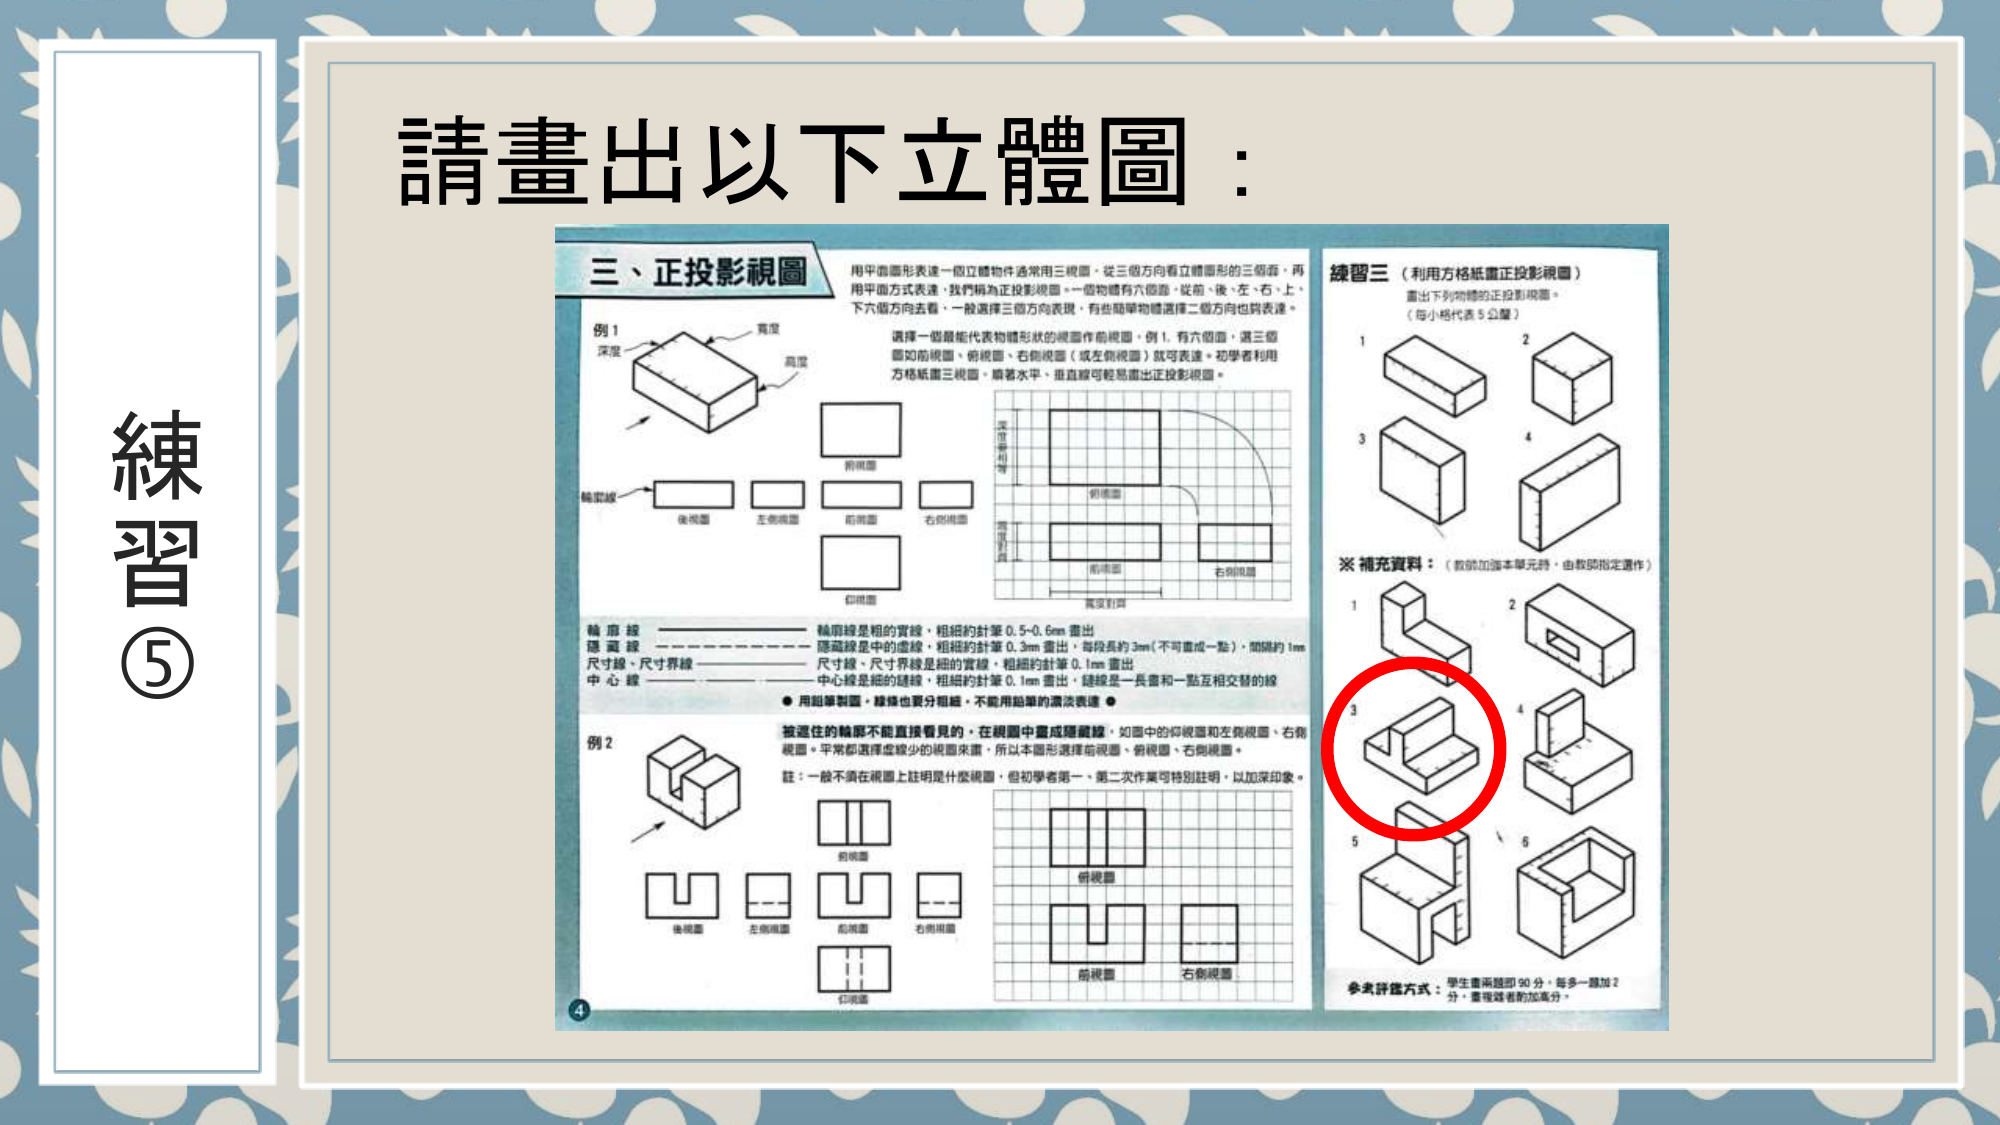 請畫出以下立體圖：
練習⑤
三、正投影視圖
用平面圖形表達一個立體物件通常用三視圖，從三個方向看立體圖形的三個面，再
用平面方式表達，我們稱為正投影視圖。一個物體有六個面，從前、後、左、右、上、
下六個方向去看，一般選擇三個方向表現，有些簡單物體選擇二個方向也夠表達。
例1
寬度
深度
高度
選擇一個最能代表物體形狀的視圖作前視圖，例1. 有六個面，選三個
圖如前視圖、俯視圖、右側視圖（或左側視圖）就可表達。初學者利用
方格紙畫三視圖，順著水平、垂直線可輕易畫出正投影視圖。
俯視圖
輪廓線
後視圖
左側視圖
前視圖
右側視圖
仰視圖
俯視圖
前視圖
右側視圖
寬度對齊
輪廓線
輪廓線是粗的實線，粗細約針筆0.5~0.6mm 畫出
隱藏線
隱藏線是中的虛線，粗細約針筆0.3mm 畫出，每段長約3mm(不可畫成一點)，間隔約1mm
尺寸線、尺寸界線
尺寸線、尺寸界線是細的實線，粗細約針筆0.1mm 畫出
中心線
中心線是細的鏈線，粗細約針筆0.1mm 畫出，鏈線是一長畫和一點互相交替的線
● 用鉛筆製圖，線條也要分粗細，不能用鉛筆的濃淡表達 ●
例2
被遮住的輪廓不能直接看見的，在視圖中畫成隱藏線，如圖中的仰視圖和左側視圖、右側
視圖。平常都選擇虛線少的視圖來畫，所以本圖形選擇前視圖、俯視圖、右側視圖。
註：一般不須在視圖上註明是什麼視圖，但初學者第一、第二次作業可特別註明，以加深印象。
俯視圖
後視圖
左側視圖
前視圖
右側視圖
仰視圖
俯視圖
前視圖
右側視圖
4
練習三（利用方格紙畫正投影視圖）
畫出下列物體的正投影視圖。
（每小格代表5公釐）
1
2
3
4
※ 補充資料：（教師加強本單元時，由教師指定選作）
1
2
3
4
5
6
參考評鑑方式：學生畫兩題即90 分，每多一題加2
分，畫複雜者酌加高分。